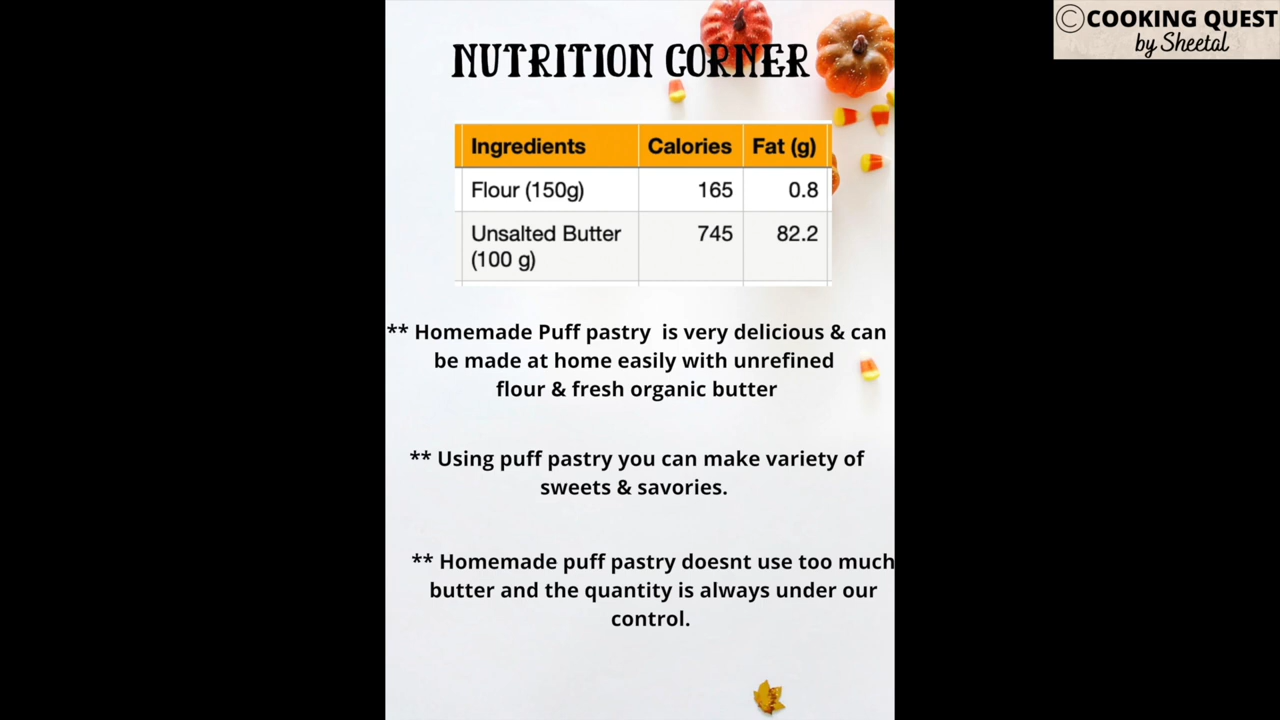 ©COOKING QUEST
by Sheetal
NUTRITION CORNER
Ingredients Calories Fat (g)
Flour (150g) 165 0.8
Unsalted Butter 745 82.2
(100 g)
** Homemade Puff pastry is very delicious & can
be made at home easily with unrefined
flour & fresh organic butter
** Using puff pastry you can make variety of
sweets & savories.
** Homemade puff pastry doesnt use too much
butter and the quantity is always under our
control.